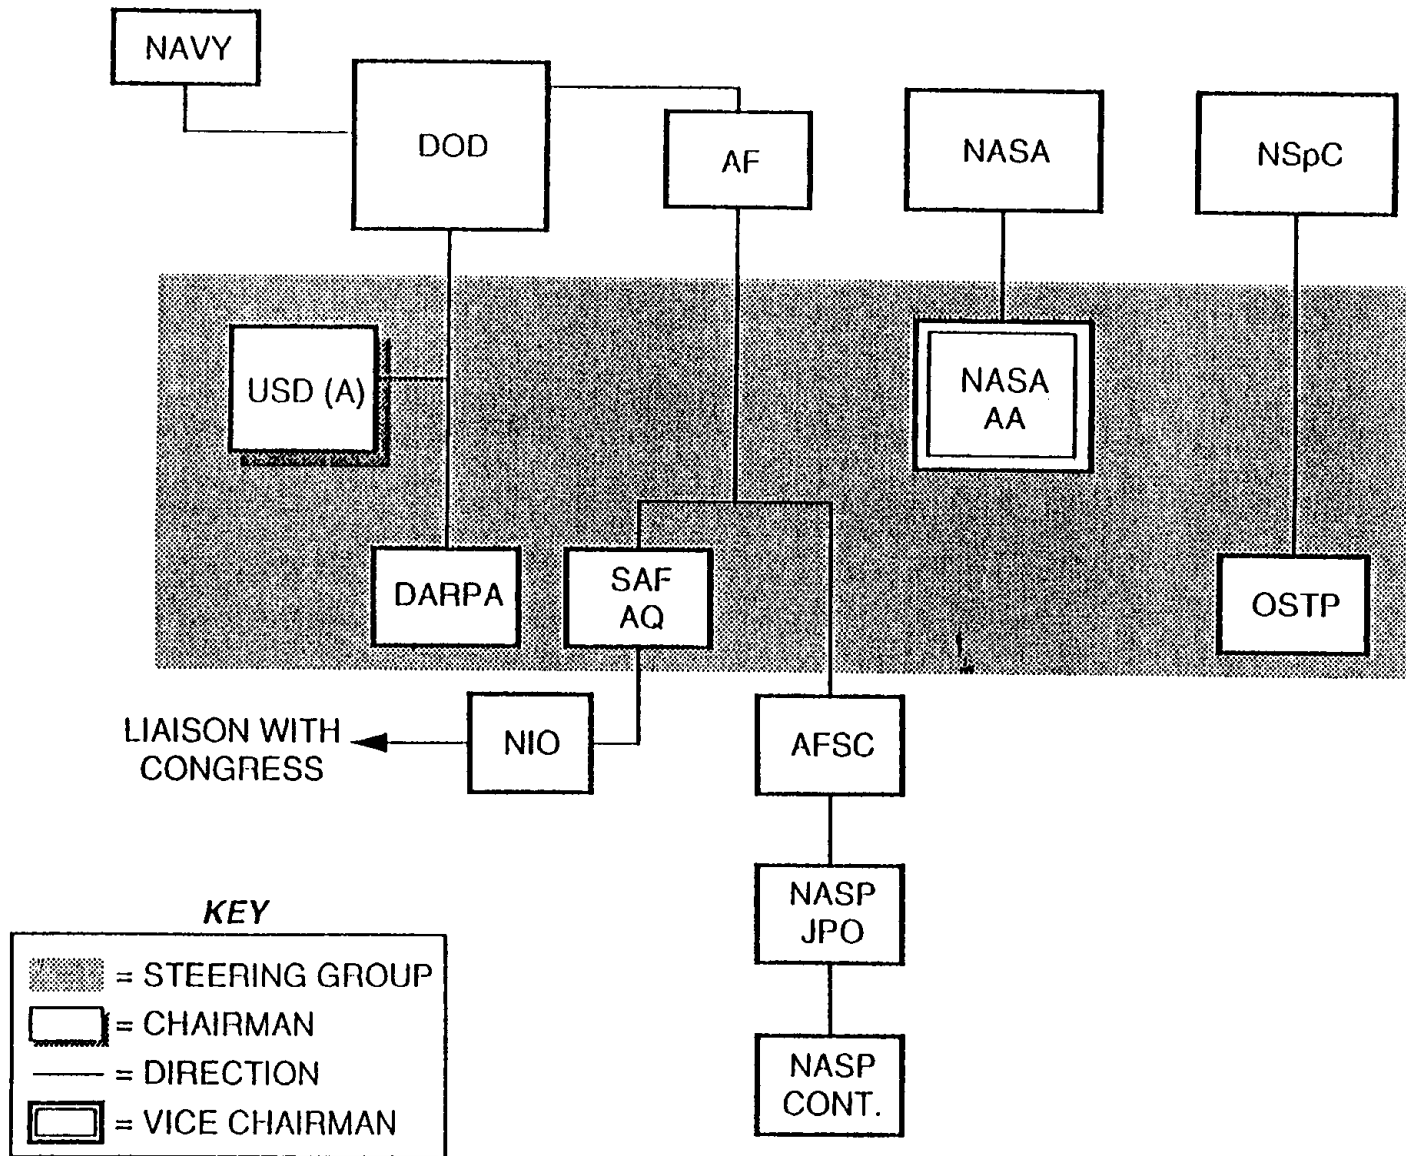 NAVY
DOD
AF
NASA
NSpC
USD (A)
NASA
AA
DARPA
SAF
AQ
OSTP
LIAISON WITH
CONGRESS
NIO
AFSC
NASP
JPO
NASP
CONT.
KEY
= STEERING GROUP
= CHAIRMAN
= DIRECTION
= VICE CHAIRMAN